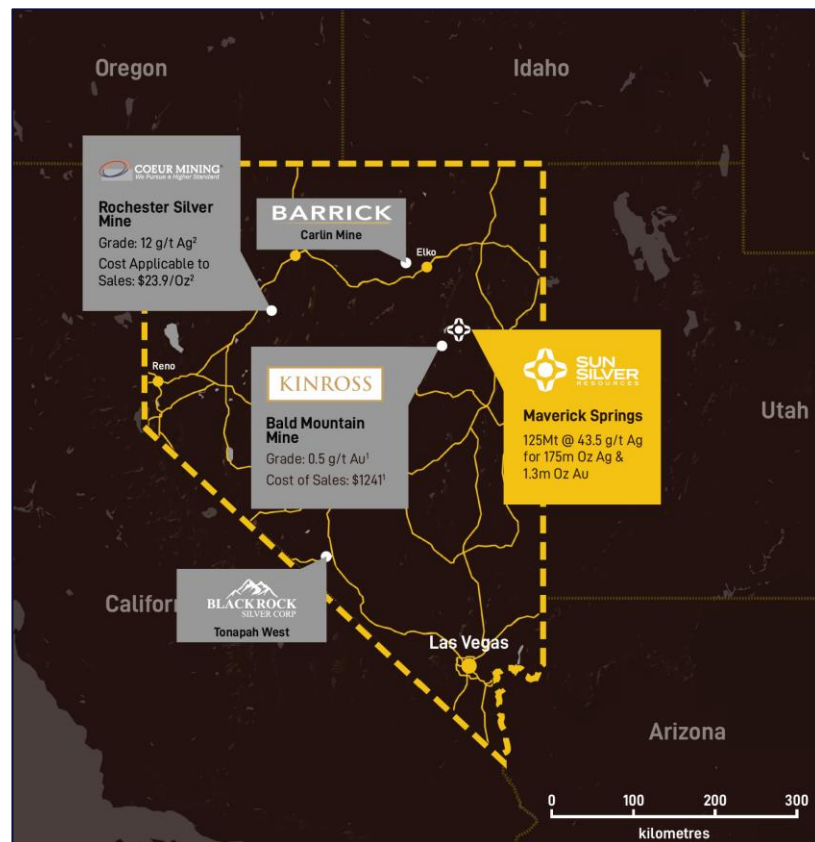 Oregon
Idaho
COEUR MINING
We Pursue a Higher Standard
Rochester Silver
Mine
Grade: 12 g/t Ag²
Cost Applicable to
Sales: $23.9/Oz²
BARRICK
Carlin Mine
Elko
Reno
KINROSS
Bald Mountain
Mine
Grade: 0.5 g/t Au¹
Cost of Sales: $1241¹
SUN
SILVER
RESOURCES
Maverick Springs
125Mt @ 43.5 g/t Ag
for 175m Oz Ag &
1.3m Oz Au
Utah
Califor
BLACKROCK
SILVER CORP
Tonapah West
Las Vegas
Arizona
0 100 200 300
kilometres